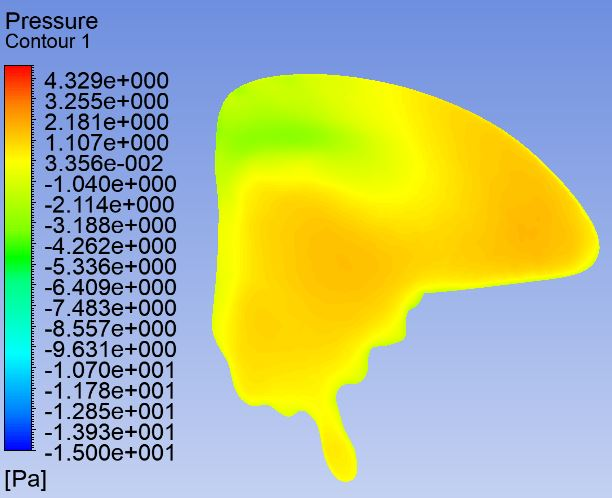 Pressure
Contour 1
4.329e+000
3.255e+000
2.181e+000
1.107e+000
3.356e-002
-1.040e+000
-2.114e+000
-3.188e+000
-4.262e+000
-5.336e+000
-6.409e+000
-7.483e+000
-8.557e+000
-9.631e+000
-1.070e+001
-1.178e+001
-1.285e+001
-1.393e+001
-1.500e+001
[Pa]